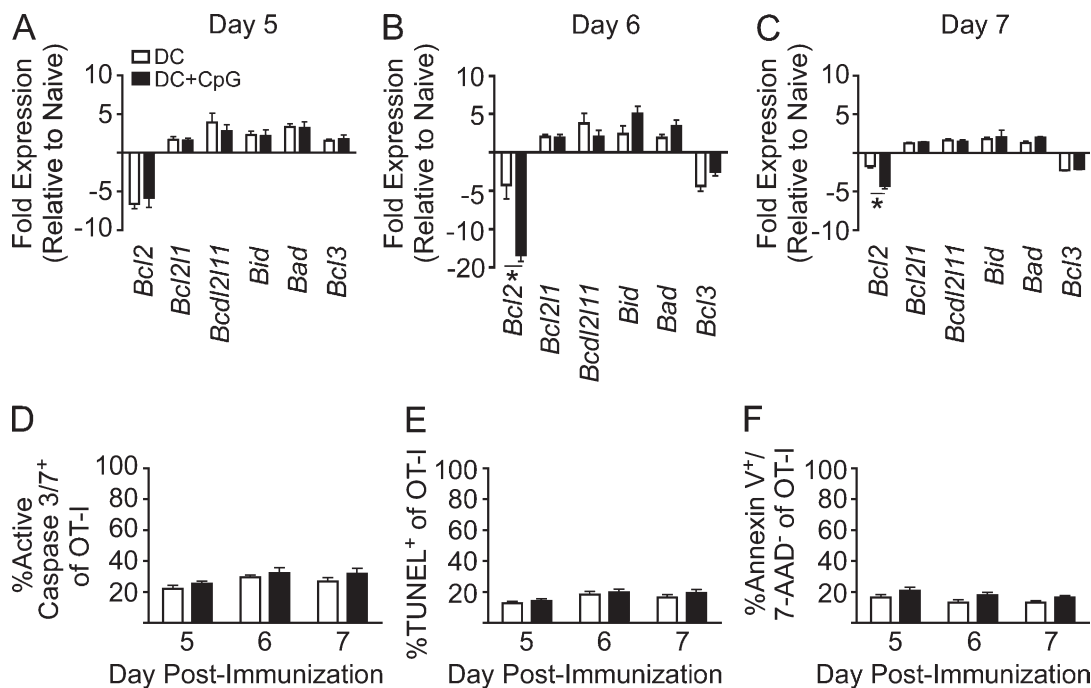 A
Day 5
DC
DC+CpG
Fold Expression
(Relative to Naive)
10
5
-5
-10
Bcl2
Bcl2l1
Bcdl2l11
Bid
Bad
Bcl3
B
Day 6
Fold Expression
(Relative to Naive)
10
5
-5
-10
-20
*
Bcl2
Bcl2l1
Bcdl2l11
Bid
Bad
Bcl3
C
Day 7
Fold Expression
(Relative to Naive)
10
5
-5
-10
*
Bcl2
Bcl2l1
Bcdl2l11
Bid
Bad
Bcl3
D
%Active
Caspase 3/7+
of OT-I
100
80
60
40
20
5 6 7
Day Post-Immunization
E
%TUNEL+ of OT-I
100
80
60
40
20
5 6 7
Day Post-Immunization
F
%Annexin V+/
7-AAD- of OT-I
100
80
60
40
20
5 6 7
Day Post-Immunization